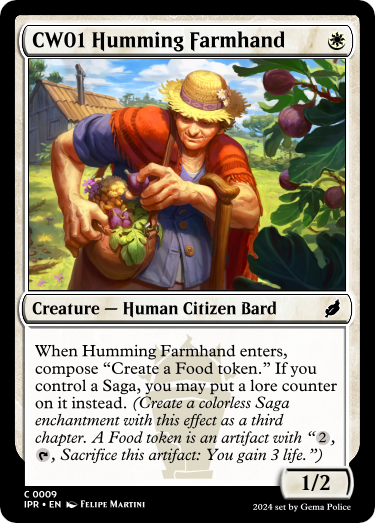 CW01 Humming Farmhand
Creature — Human Citizen Bard
When Humming Farmhand enters,
compose “Create a Food token.” If you
control a Saga, you may put a lore counter
on it instead. (Create a colorless Saga
enchantment with this effect as a third
chapter. A Food token is an artifact with “2,
, Sacrifice this artifact: You gain 3 life.”)
1/2
C 0009
IPR • EN Felipe Martini
2024 set by Gema Police